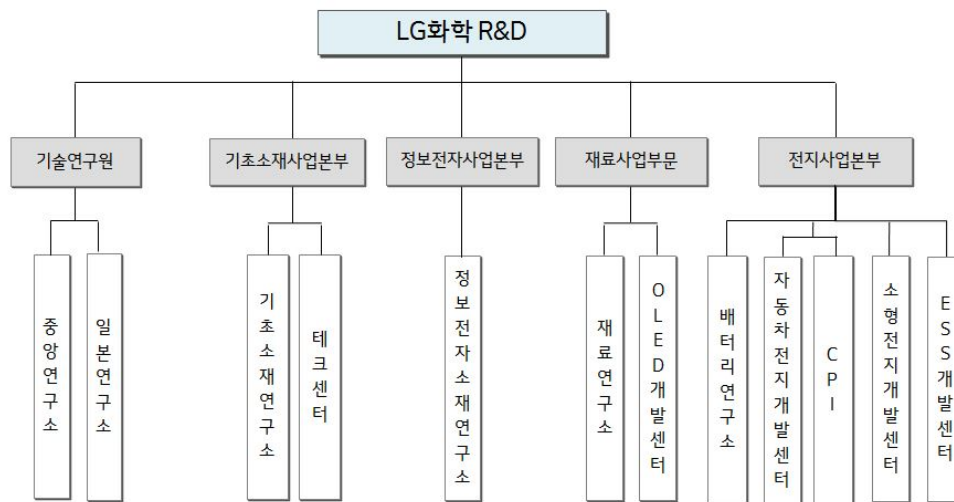 LG화학 R&D
기술연구원
기초소재사업본부
정보전자사업본부
재료사업부문
전지사업본부
중앙연구소
일본연구소
기초소재연구소
테크센터
정보전자소재연구소
재료연구소
OLED개발센터
배터리연구소
자동차전지개발센터
CPI
소형전지개발센터
ESS개발센터